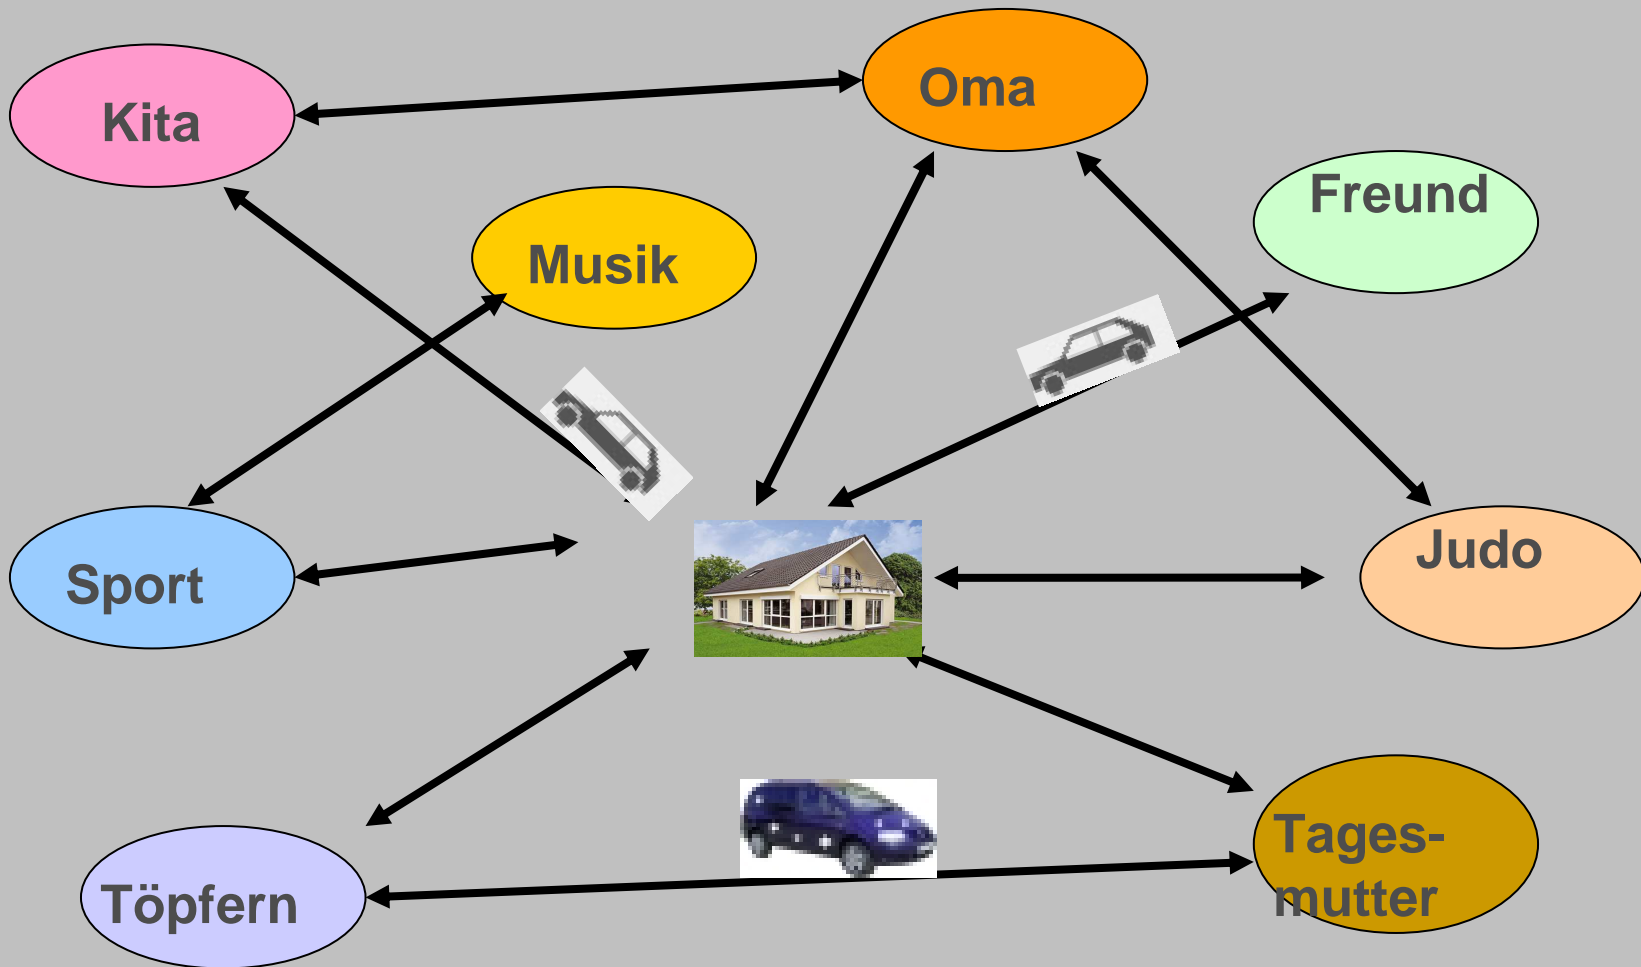 Kita
Oma
Freund
Musik
Sport
Judo
Töpfern
Tages-
mutter